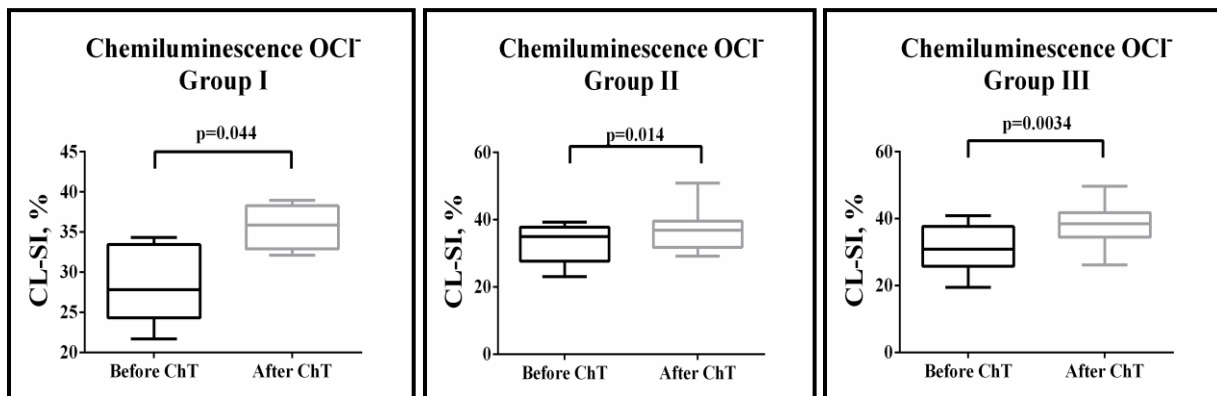 Chemiluminescence OCl⁻
Group I
p=0.044
CL-SI, %
45
40
35
30
25
20
Before ChT
After ChT
Chemiluminescence OCl⁻
Group II
p=0.014
CL-SI, %
60
40
20
0
Before ChT
After ChT
Chemiluminescence OCl⁻
Group III
p=0.0034
CL-SI, %
60
40
20
0
Before ChT
After ChT